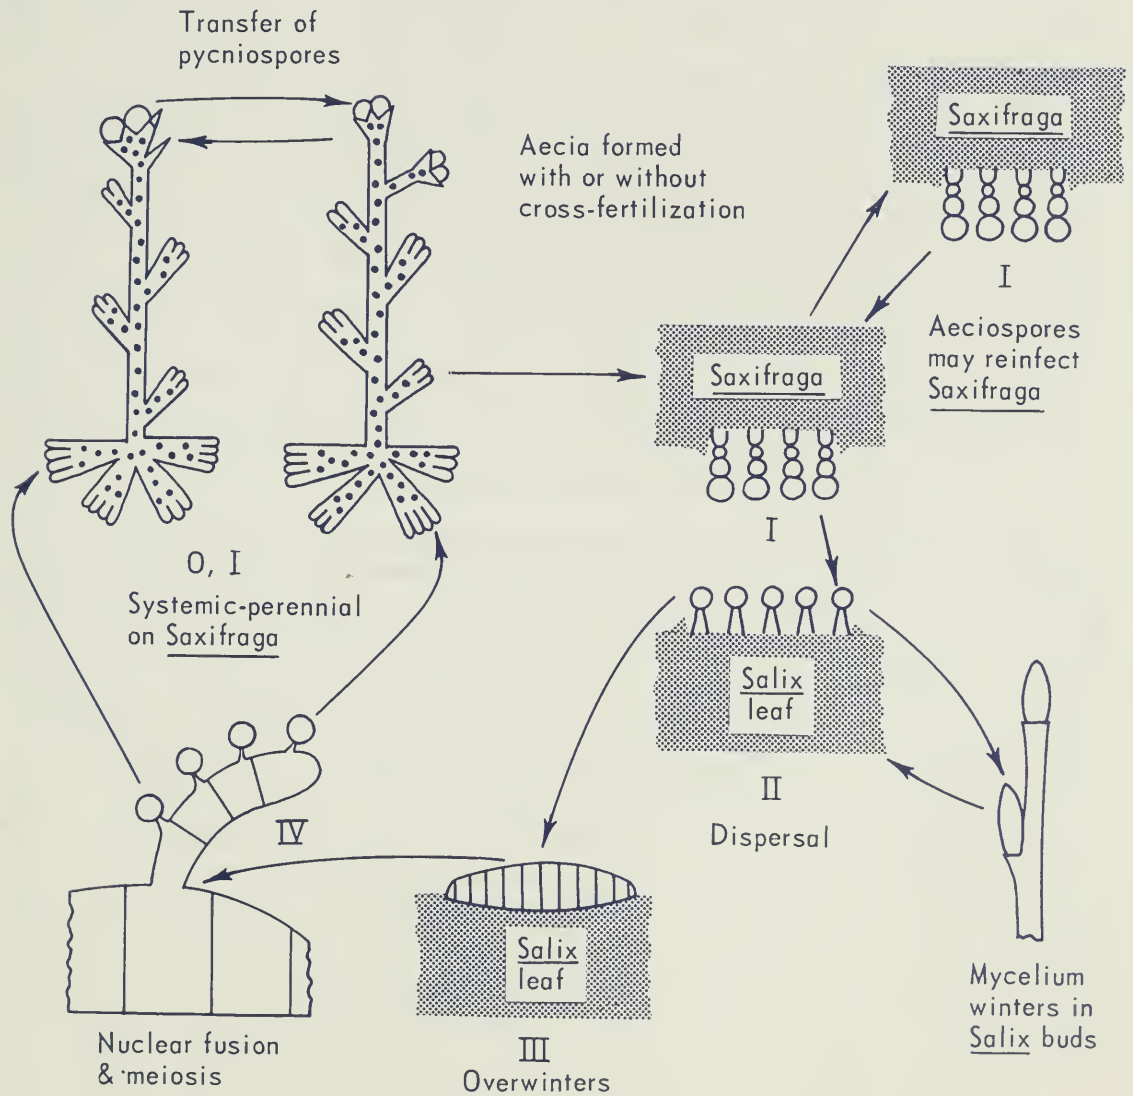 Transfer of
pycniospores
Aecia formed
with or without
cross-fertilization
Saxifraga
I
Aeciospores
may reinfect
Saxifraga
Saxifraga
I
O, I
Systemic-perennial
on Saxifraga
Salix
leaf
II
Dispersal
IV
Salix
leaf
III
Overwinters
Nuclear fusion
& meiosis
Mycelium
winters in
Salix buds